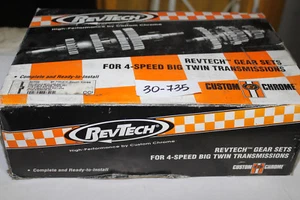 REVTECH
High-Performance by Custom Chrome
REVTECH™ GEAR SETS
FOR 4-SPEED BIG TWIN TRANSMISSIONS
• Complete and Ready-to-Install
30-735
CUSTOM CHROME
REVTECH
High-Performance by Custom Chrome
REVTECH™ GEAR SETS
FOR 4-SPEED BIG TWIN TRANSMISSIONS
• Complete and Ready-to-Install
CUSTOM CHROME